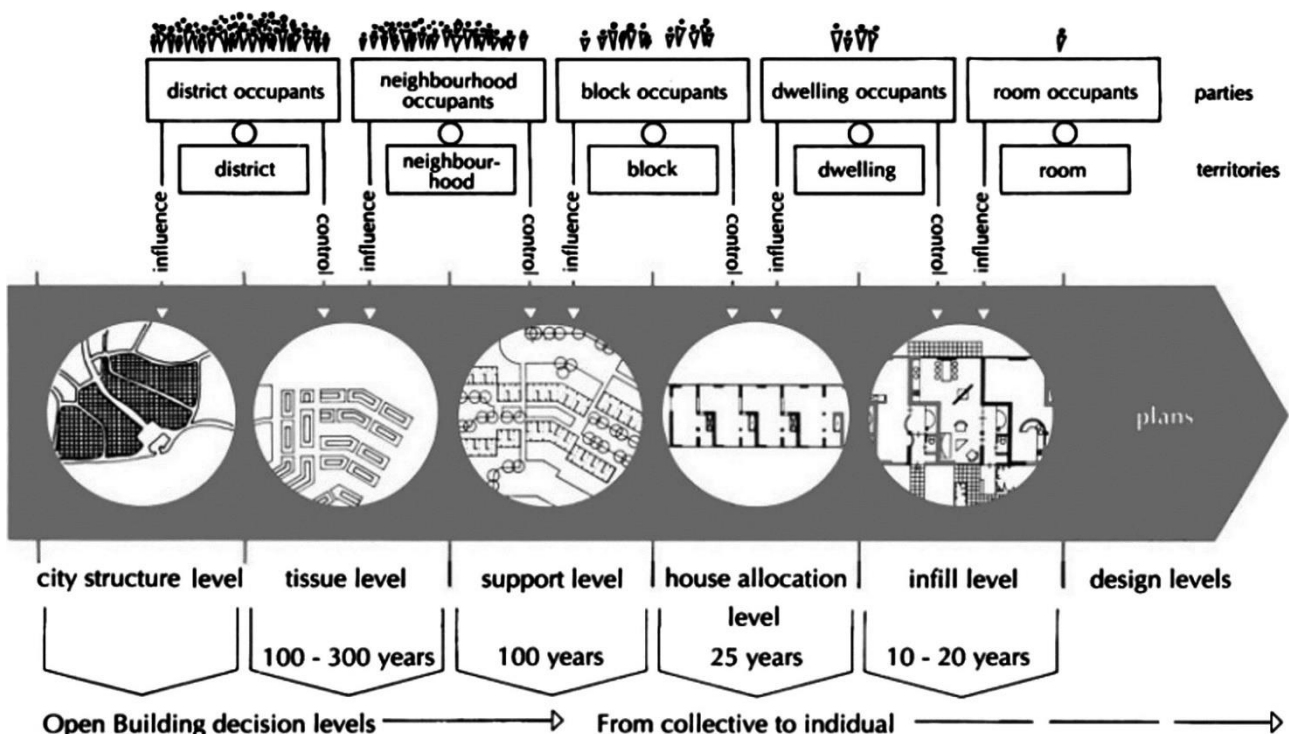 district occupants
neighbourhood
occupants
block occupants
dwelling occupants
room occupants
parties
district
neighbour-
hood
block
dwelling
room
territories
influence
control
influence
control
influence
control
influence
control
influence
plans
city structure level
tissue level
support level
house allocation
level
infill level
design levels
100 - 300 years
100 years
25 years
10 - 20 years
Open Building decision levels
From collective to indidual